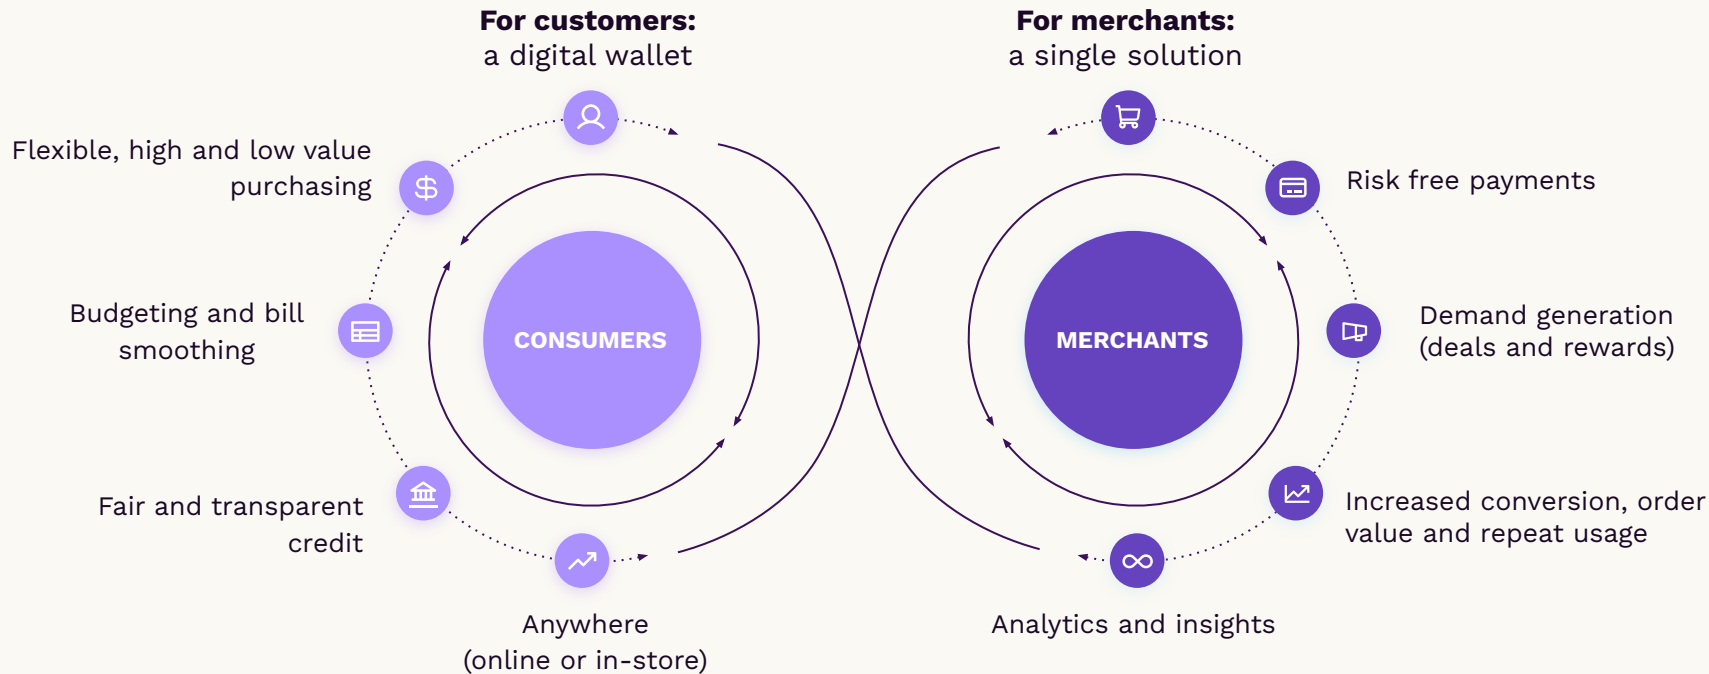 For customers:
a digital wallet
Flexible, high and low value
purchasing
Budgeting and bill
smoothing
Fair and transparent
credit
Anywhere
(online or in-store)
CONSUMERS
For merchants:
a single solution
Risk free payments
Demand generation
(deals and rewards)
Increased conversion, order
value and repeat usage
Analytics and insights
MERCHANTS